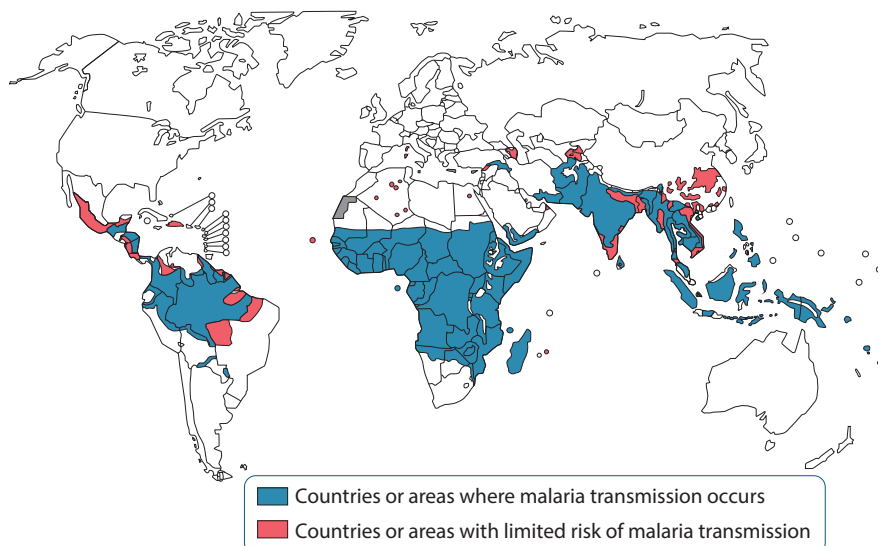 Countries or areas where malaria transmission occurs
Countries or areas with limited risk of malaria transmission